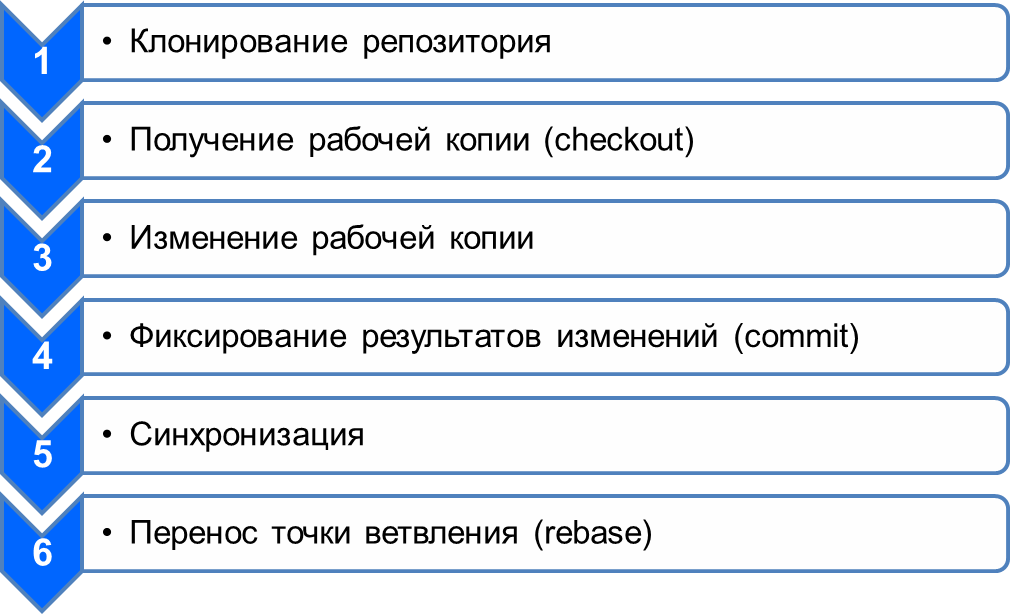 1
• Клонирование репозитория
2
• Получение рабочей копии (checkout)
3
• Изменение рабочей копии
4
• Фиксирование результатов изменений (commit)
5
• Синхронизация
6
• Перенос точки ветвления (rebase)